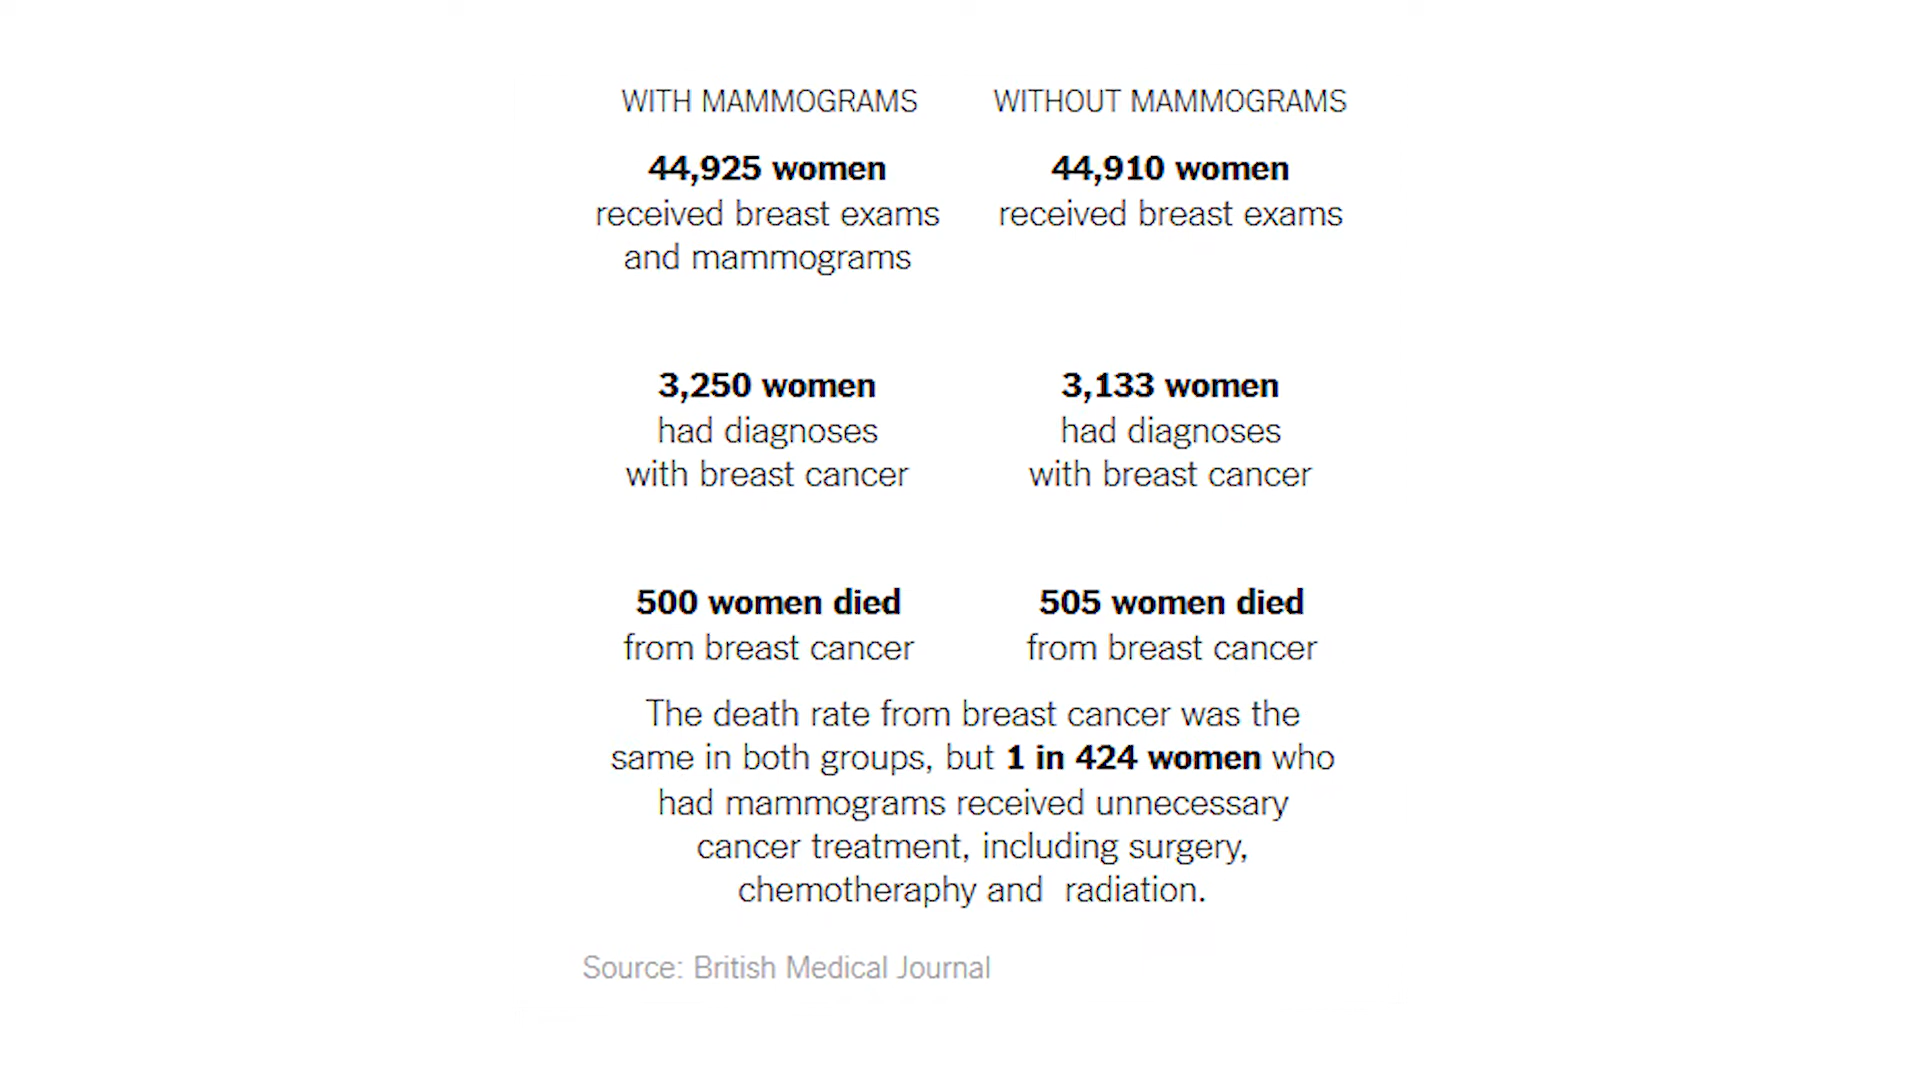 WITH MAMMOGRAMS
44,925 women
received breast exams
and mammograms
WITHOUT MAMMOGRAMS
44,910 women
received breast exams
3,250 women
had diagnoses
with breast cancer
3,133 women
had diagnoses
with breast cancer
500 women died
from breast cancer
505 women died
from breast cancer
The death rate from breast cancer was the
same in both groups, but 1 in 424 women who
had mammograms received unnecessary
cancer treatment, including surgery,
chemotheraphy and radiation.
Source: British Medical Journal